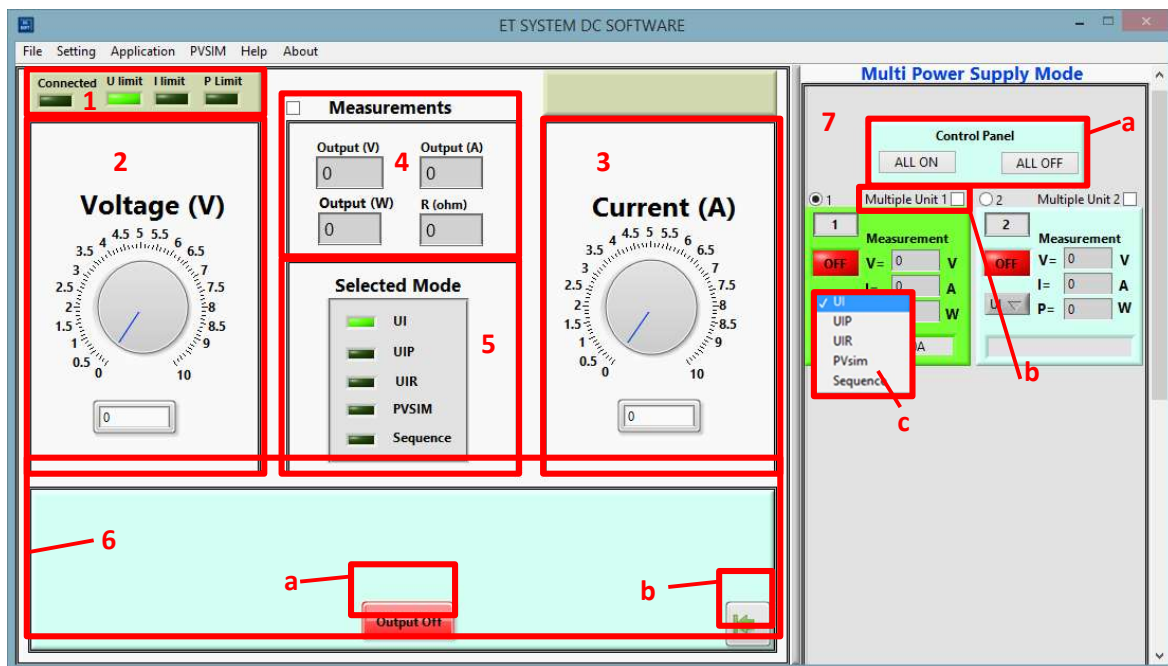 ET SYSTEM DC SOFTWARE
File Setting Application PVSIM Help About
Connected U limit I limit P Limit
1
2
Voltage (V)
0 0.5 1 1.5 2 2.5 3 3.5 4 4.5 5 5.5 6 6.5 7 7.5 8 8.5 9 10
0
Measurements
4
Output (V) Output (A)
0 0
Output (W) R (ohm)
0 0
Selected Mode
5
UI
UIP
UIR
PVSIM
Sequence
3
Current (A)
0 0.5 1 1.5 2 2.5 3 3.5 4 4.5 5 5.5 6 6.5 7 7.5 8 8.5 9 10
0
6
a
b
Output Off
Multi Power Supply Mode
7
a
Control Panel
ALL ON ALL OFF
1 Multiple Unit 1 2 Multiple Unit 2
1
Measurement
OFF V= 0 V
I= 0 A
W
UI
UIP
UIR
PVsim
Sequence
2
Measurement
OFF V= 0 V
I= 0 A
UI P= 0 W
b
c